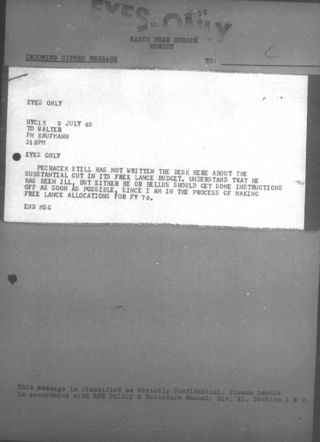 EYES ONLY
RADIO FREE EUROPE
MUNICH
INCOMING CIPHER MESSAGE
TO:
C
EYES ONLY
NYC15 9 JULY 69
TO WALTER
FM KAUFMANN
318PM
EYES ONLY
PECHACEK STILL HAS NOT WRITTEN THE DESK HERE ABOUT THE
SUBSTANTIAL CUT IN ITS FREE LANCE BUDGET. UNDERSTAND THAT HE
HAS BEEN ILL, BUT EITHER HE OR BELLUS SHOULD GET SOME INSTRUCTIONS
OFF AS SOON AS POSSIBLE, SINCE I AM IN THE PROCESS OF MAKING
FREE LANCE ALLOCATIONS FOR FY 70.
END MSG
This message is classified as Strictly Confidential. Please handle
in accordance with RFE Policy & Procedure Manual, Div. XI, Section 1 & 2.